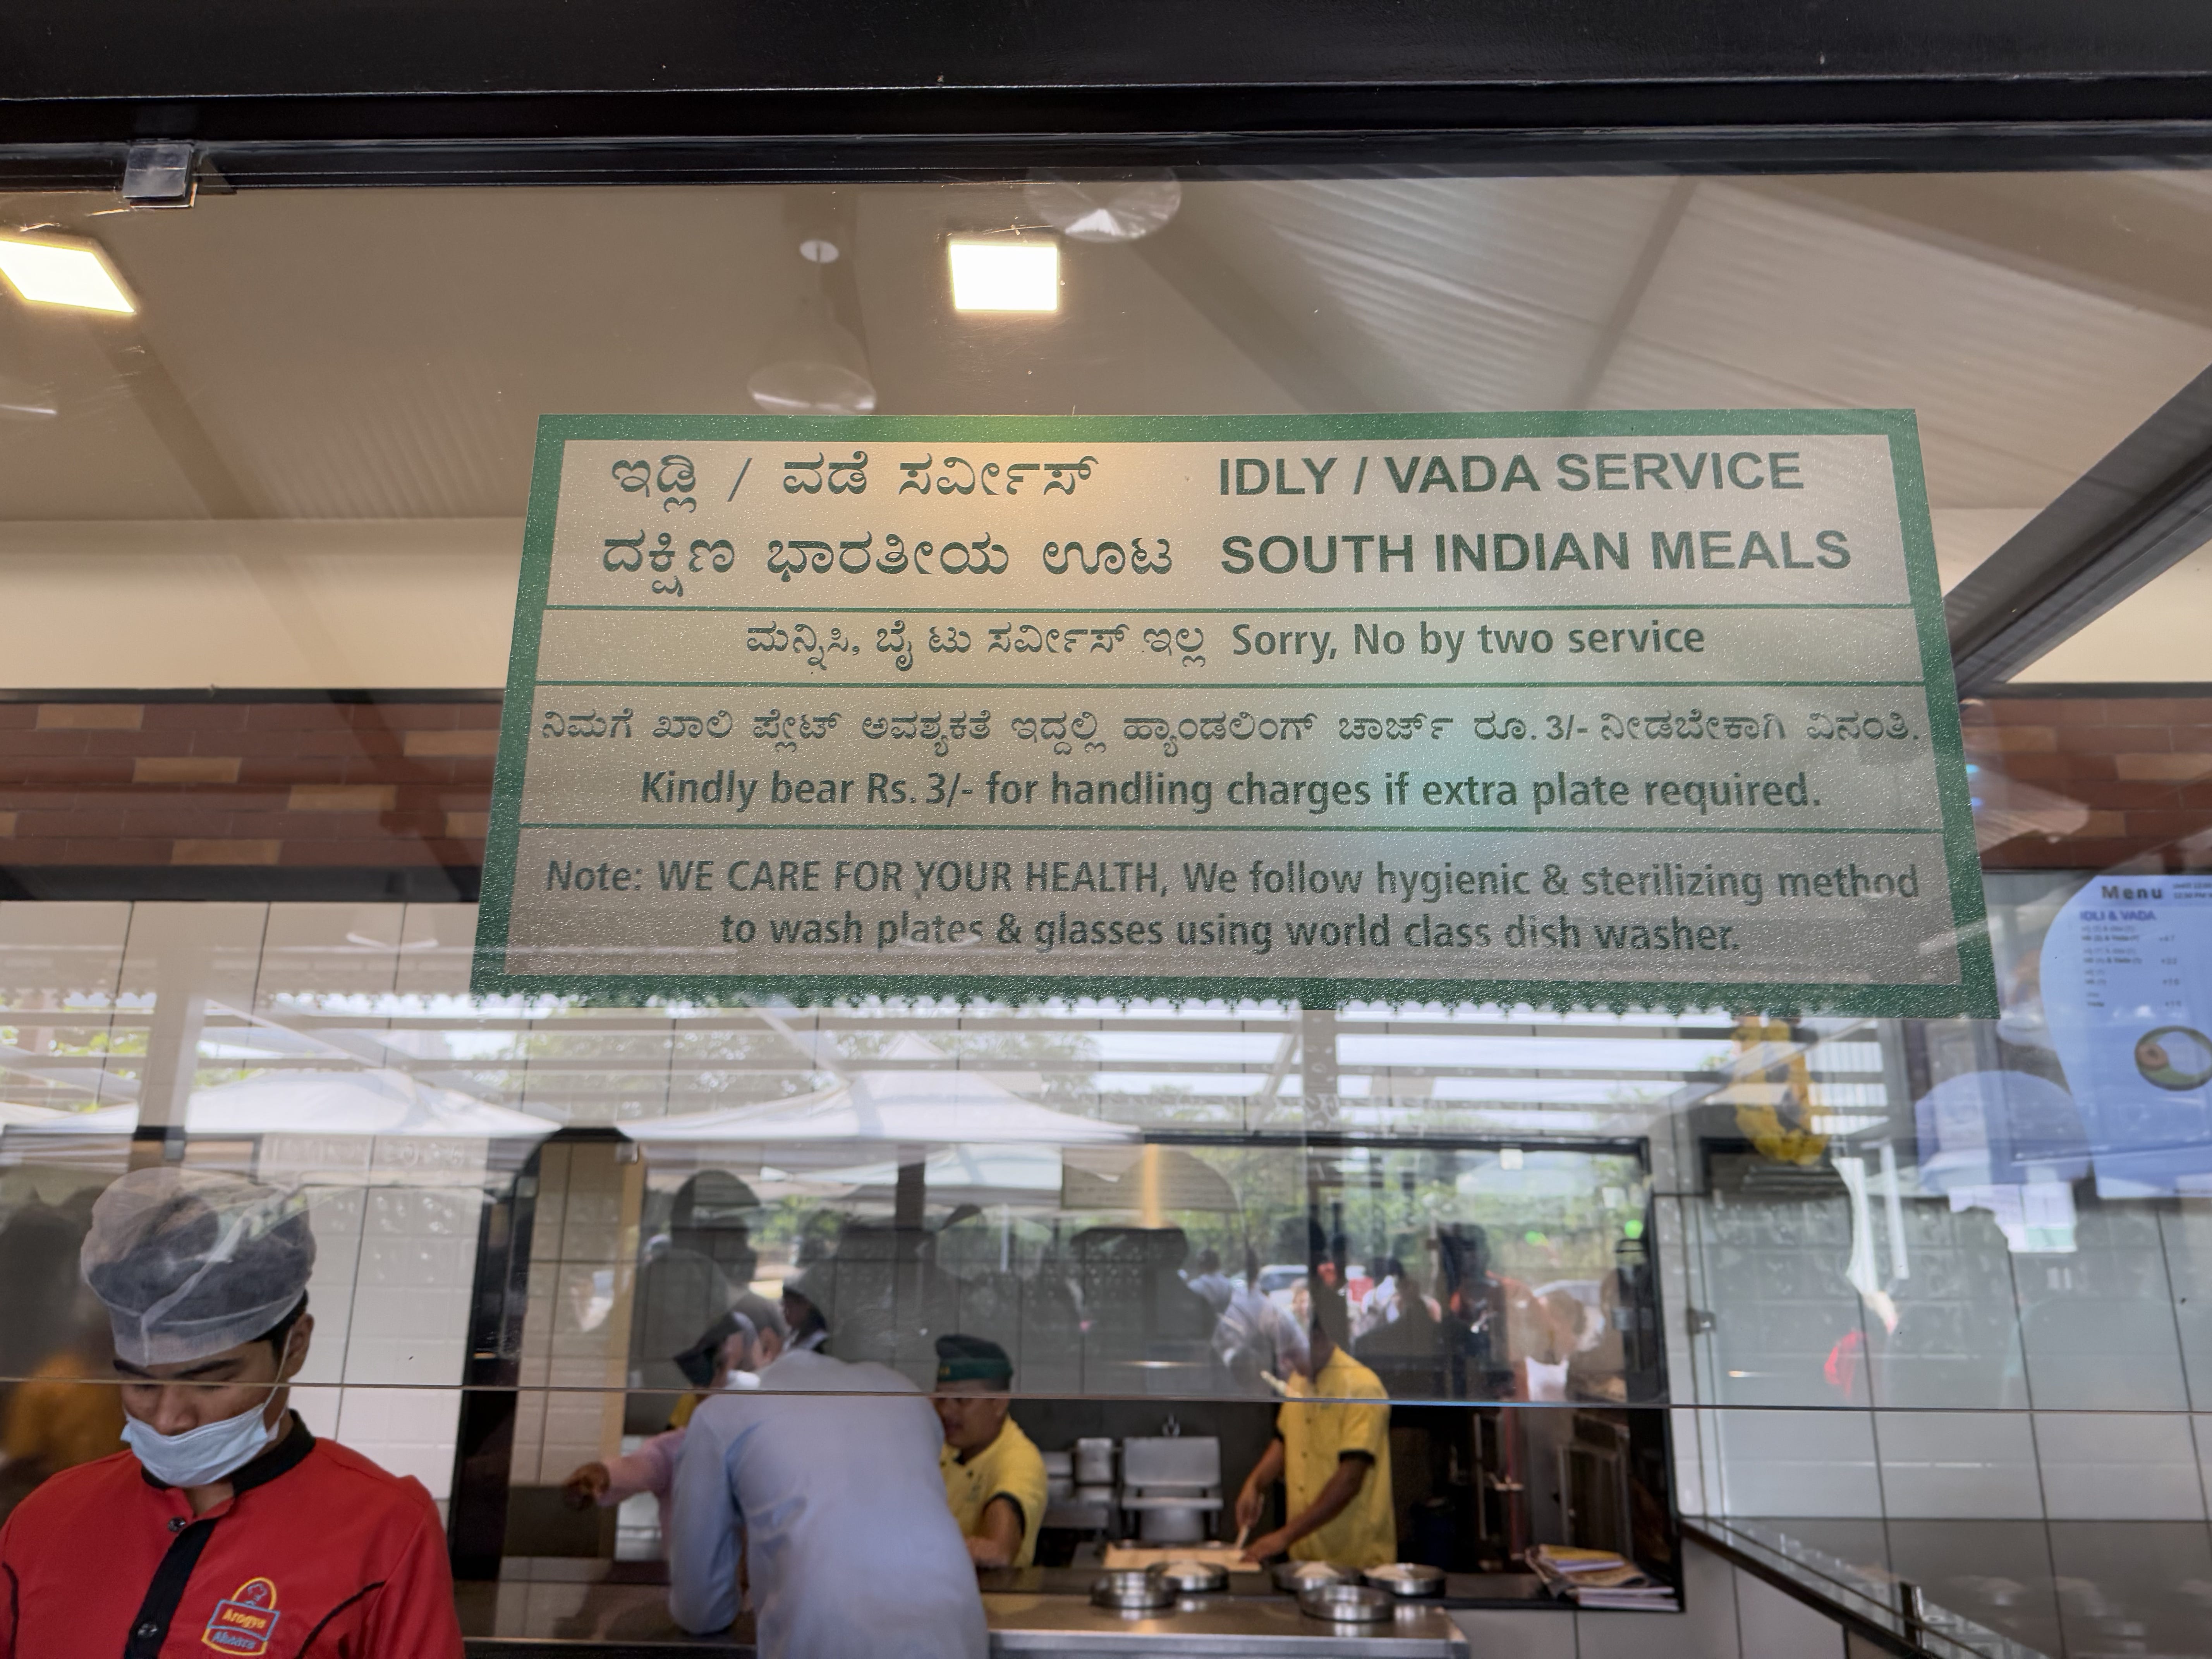 ಇಡ್ಲಿ / ವಡೆ ಸರ್ವೀಸ್ IDLY / VADA SERVICE
ದಕ್ಷಿಣ ಭಾರತೀಯ ಊಟ SOUTH INDIAN MEALS
ಮನ್ನಿಸಿ, ಬೈ ಟು ಸರ್ವೀಸ್ ಇಲ್ಲ Sorry, No by two service
ನಿಮಗೆ ಖಾಲಿ ಪ್ಲೇಟ್ ಅವಶ್ಯಕತೆ ಇದ್ದಲ್ಲಿ ಹ್ಯಾಂಡಲಿಂಗ್ ಚಾರ್ಜ್ ರೂ. 3/- ನೀಡಬೇಕಾಗಿ ವಿನಂತಿ.
Kindly bear Rs. 3/- for handling charges if extra plate required.
Note: WE CARE FOR YOUR HEALTH, We follow hygienic & sterilizing method
to wash plates & glasses using world class dish washer.
Menu
IDLI & VADA
Arogya
Ahaara